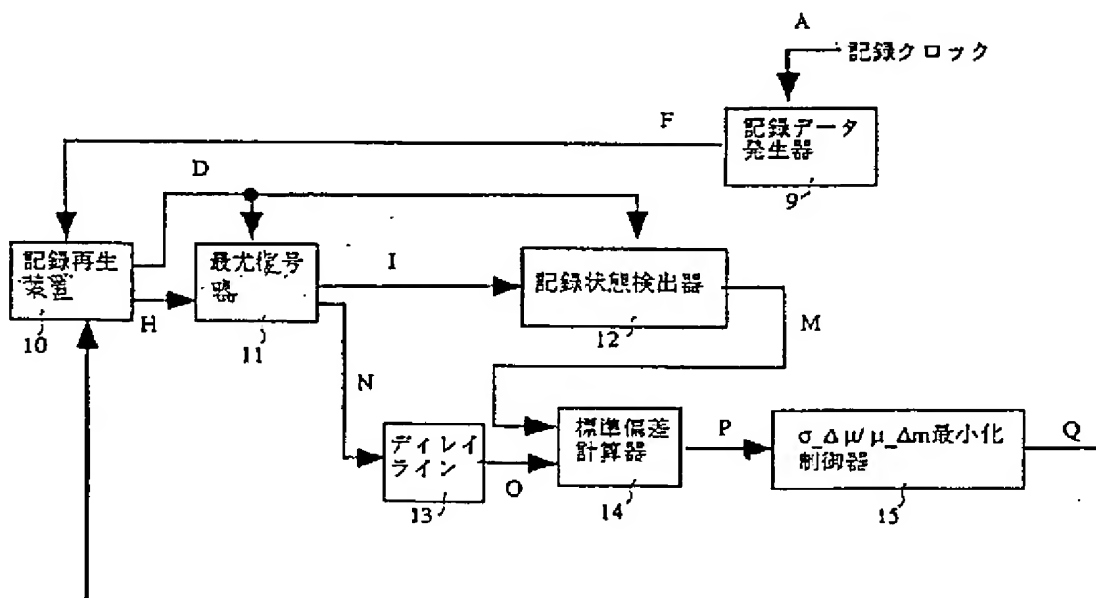 A
記録クロック
F
記録データ
発生器
9
D
記録再生
装置
10
H
最尤復号
器
11
I
記録状態検出器
12
M
N
ディレイ
ライン
13
O
標準偏差
計算器
14
P
σ_Δμ/μ_Δm最小化
制御器
15
Q